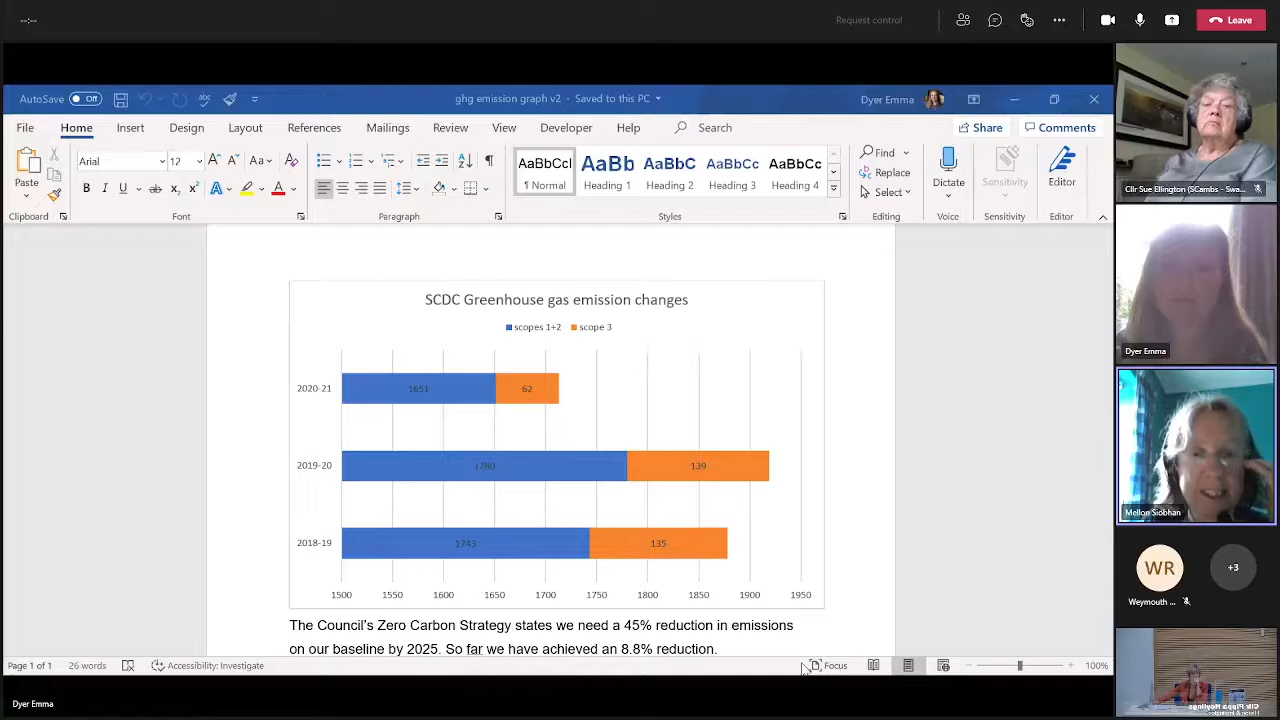 --:--
Request control
Leave
AutoSave Off
ghg emission graph v2 - Saved to this PC
Dyer Emma
File Home Insert Design Layout References Mailings Review View Developer Help Search
Share Comments
Paste
Arial 12
Normal Heading 1 Heading 2 Heading 3 Heading 4
Find
Replace
Select
Dictate Sensitivity Editor
Clipboard Font Paragraph Styles Editing Voice Sensitivity Editor
SCDC Greenhouse gas emission changes
scopes 1+2 scope 3
2020-21 1651 62
2019-20 1780 139
2018-19 1743 135
1500 1550 1600 1650 1700 1750 1800 1850 1900 1950
The Council's Zero Carbon Strategy states we need a 45% reduction in emissions
on our baseline by 2025. So far we have achieved an 8.8% reduction.
Page 1 of 1 26 words Accessibility: Investigate Focus 100%
Dyer Emma
Cllr Sue Ellington (SCambs - Swa...
Dyer Emma
Mellon Siobhan
WR +3
Weymouth ...